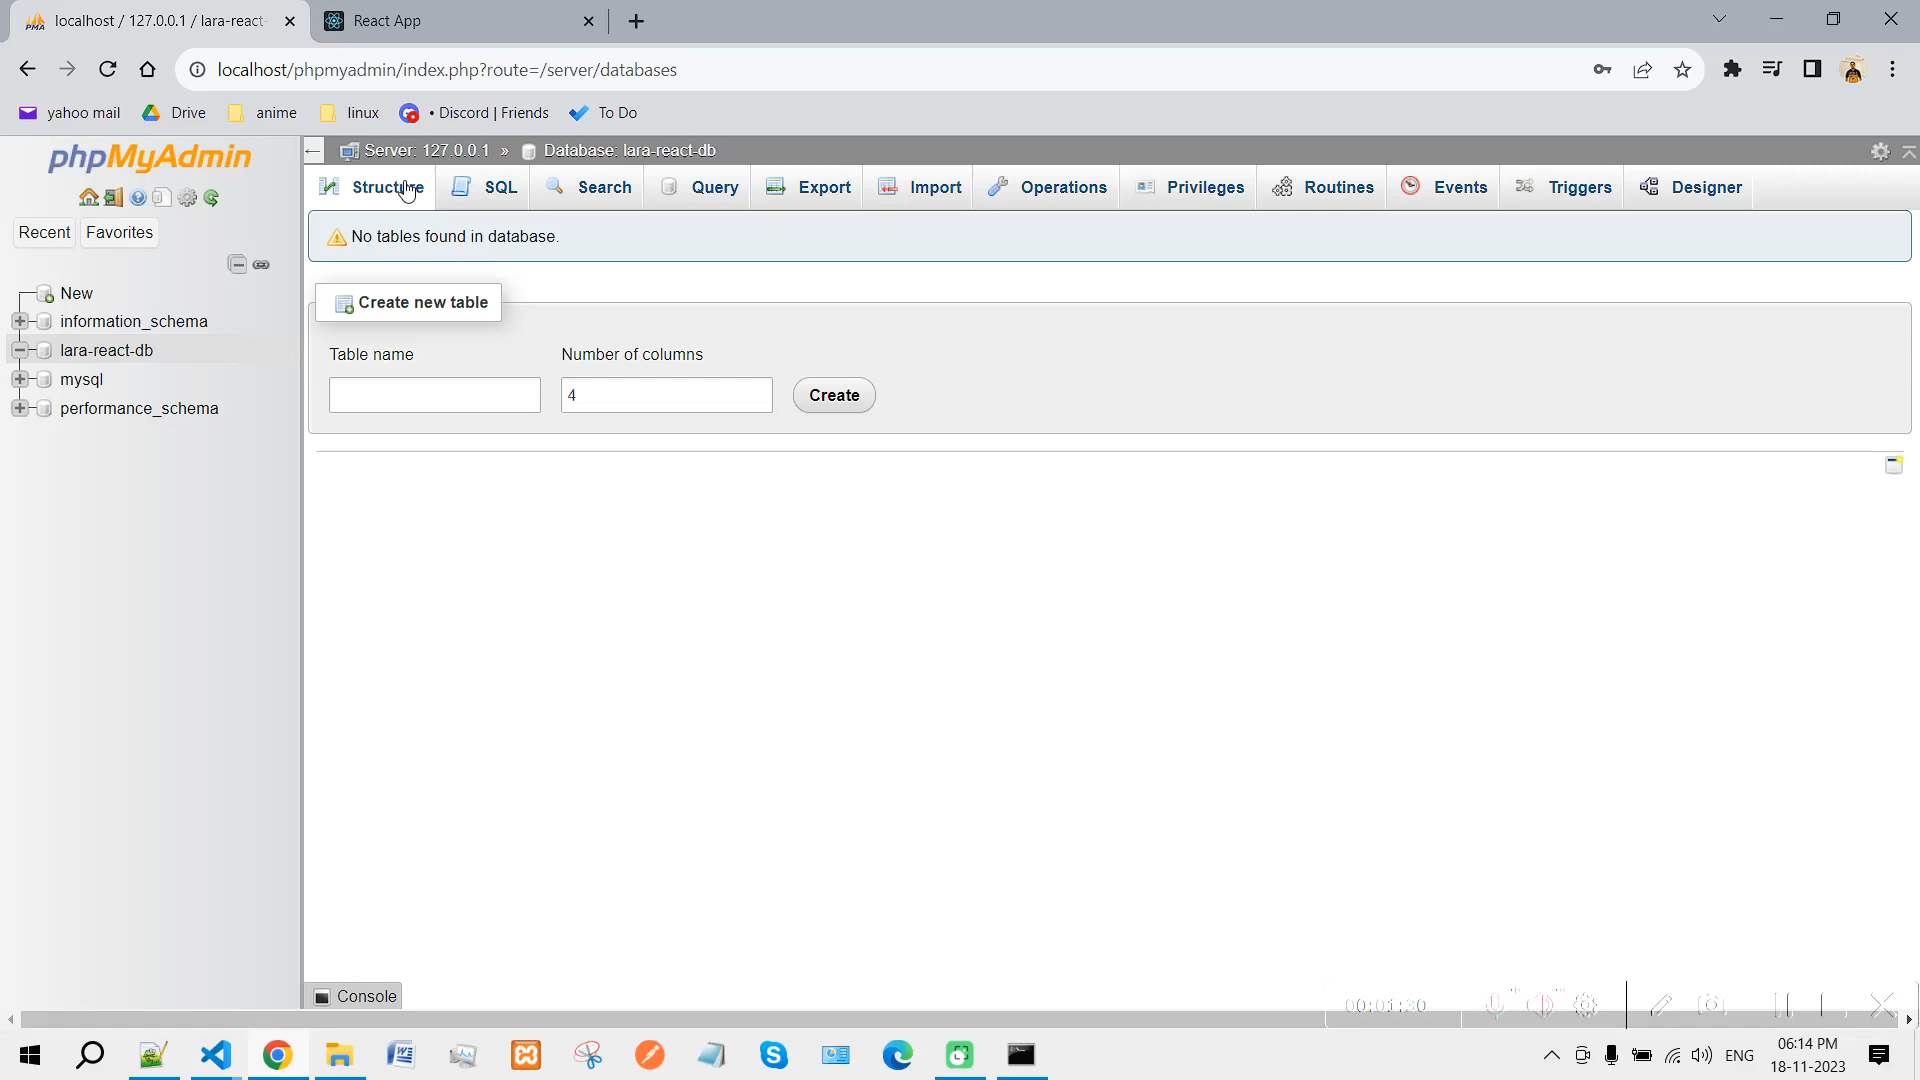 localhost / 127.0.0.1 / lara-react-
React App
localhost/phpmyadmin/index.php?route=/server/databases
yahoo mail
Drive
anime
linux
• Discord | Friends
To Do
phpMyAdmin
Server: 127.0.0.1 » Database: lara-react-db
Structure
SQL
Search
Query
Export
Import
Operations
Privileges
Routines
Events
Triggers
Designer
Recent
Favorites
New
information_schema
lara-react-db
mysql
performance_schema
No tables found in database.
Create new table
Table name
Number of columns
4
Create
Console
00:01:30
ENG
06:14 PM
18-11-2023